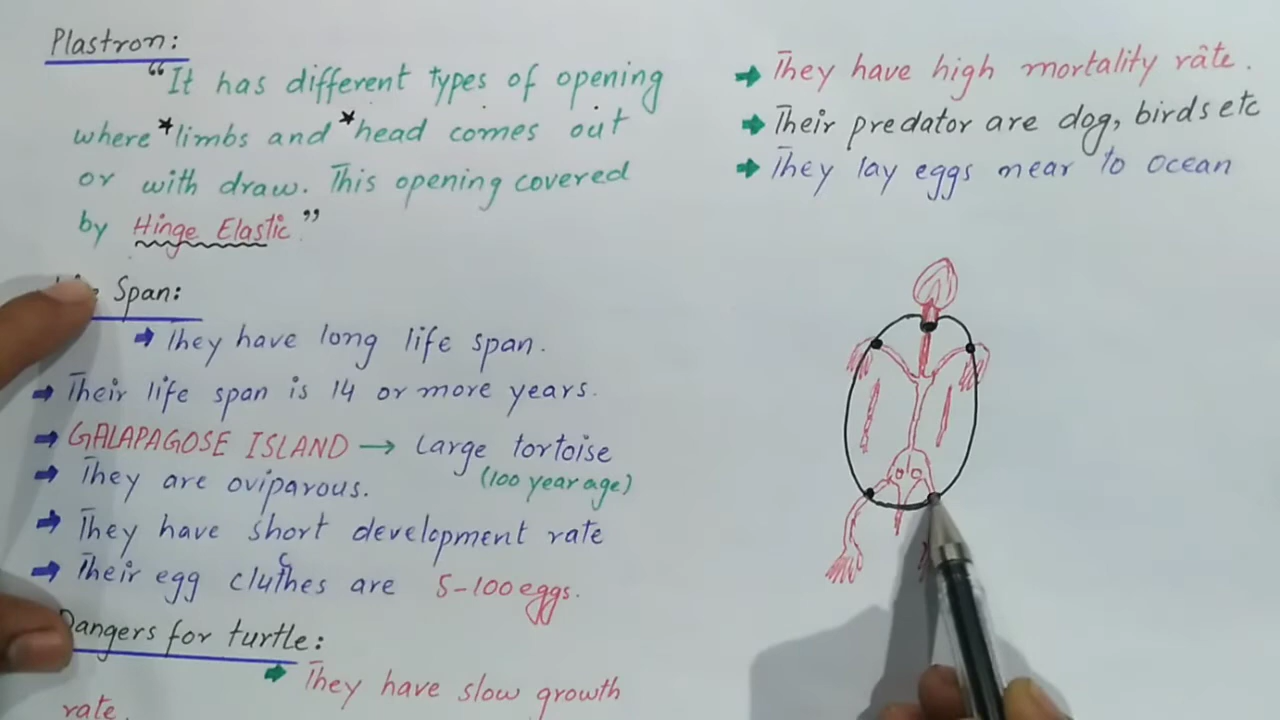 Plastron:
"It has different types of opening
where *limbs and *head comes out
or with draw. This opening covered
by Hinge Elastic"
Span:
They have long life span.
Their life span is 14 or more years.
GALAPAGOSE ISLAND → Large tortoise
(100 year age)
They are oviparous.
They have short development rate
Their egg cluthes are 5-100 eggs.
c
Dangers for turtle:
They have slow growth
rate.
They have high mortality râte.
Their predator are dog, birds etc
They lay eggs near to ocean